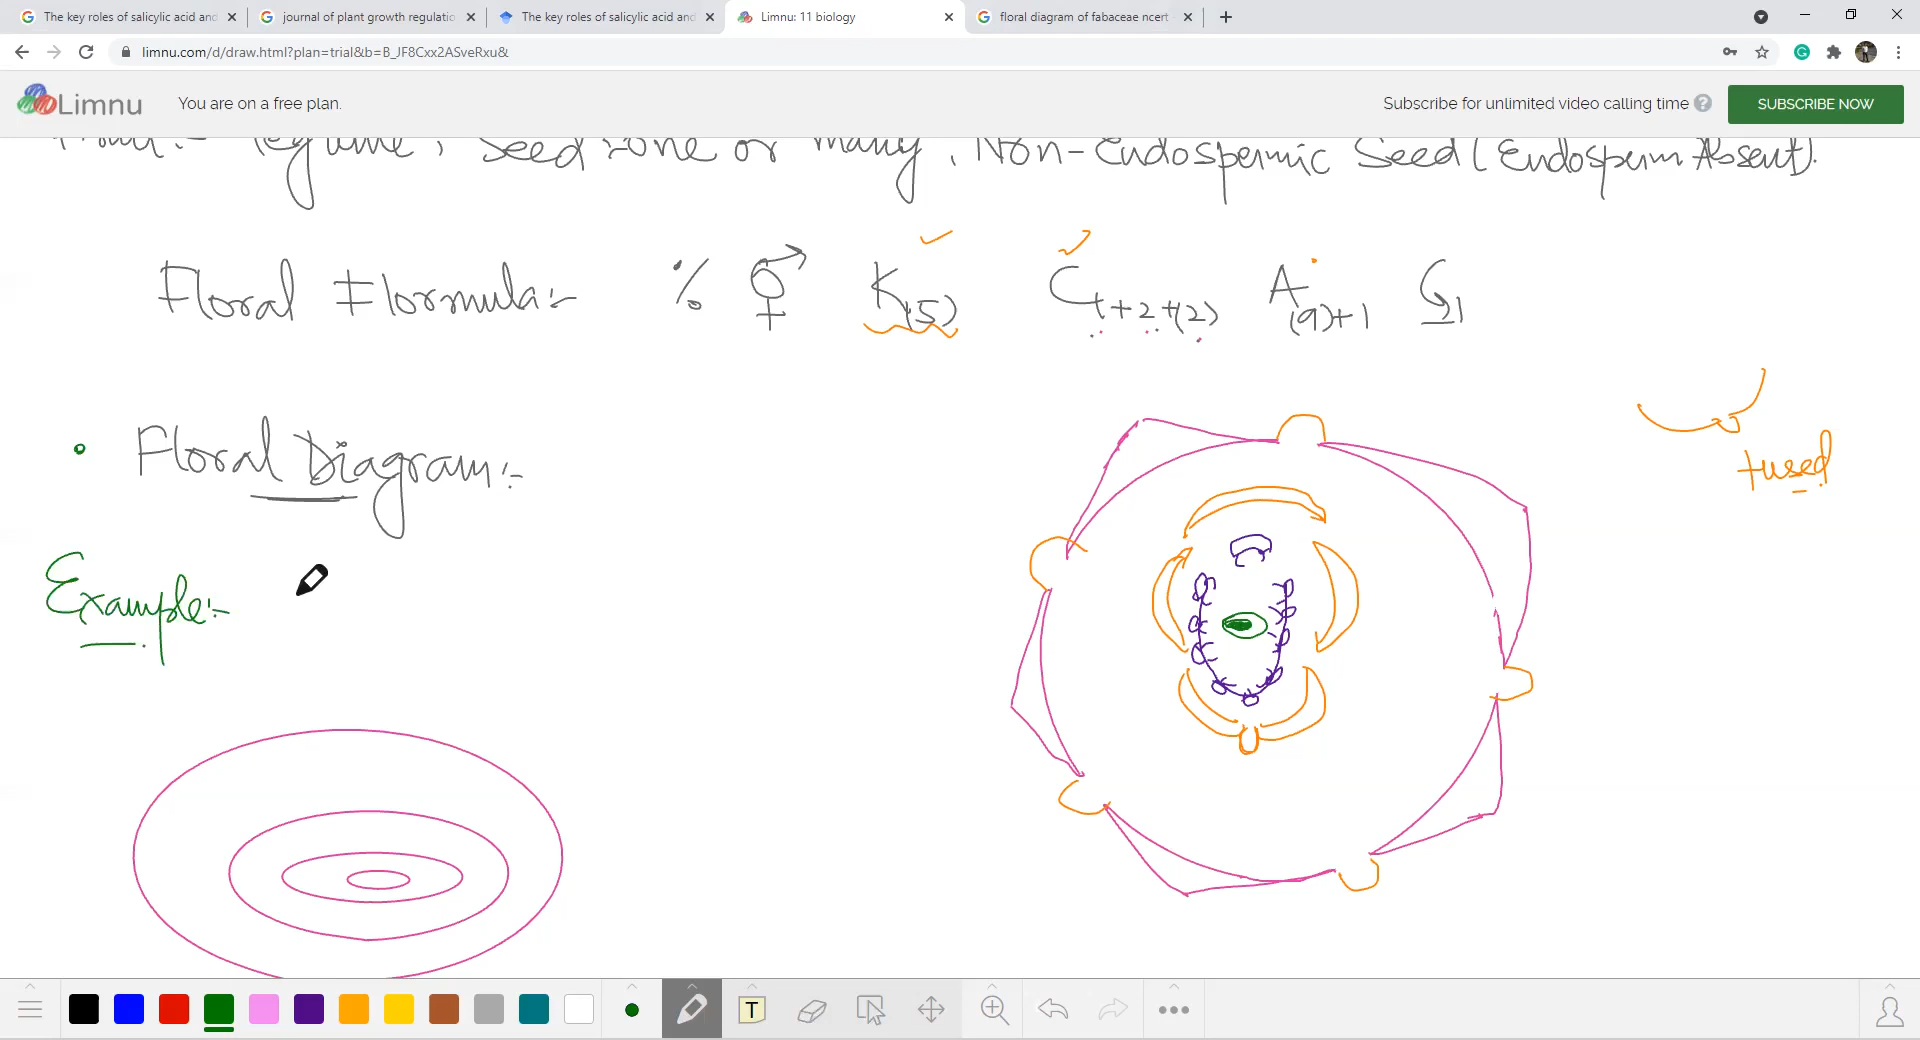 The key roles of salicylic acid and
journal of plant growth regulatio
The key roles of salicylic acid and
Limnu: 11 biology
floral diagram of fabaceae ncert
limnu.com/d/draw.html?plan=trial&b=B_JF8Cxx2ASveRxu&
Limnu
You are on a free plan.
Subscribe for unlimited video calling time ?
SUBSCRIBE NOW
legume, Seed one or many, Non-Endospermic Seed (Endosperm Absent).
Floral Flormula:- % ⚥ K(5) C1+2+(2) A(9)+1 G1
Floral Diagram:-
fused
Example:-
T